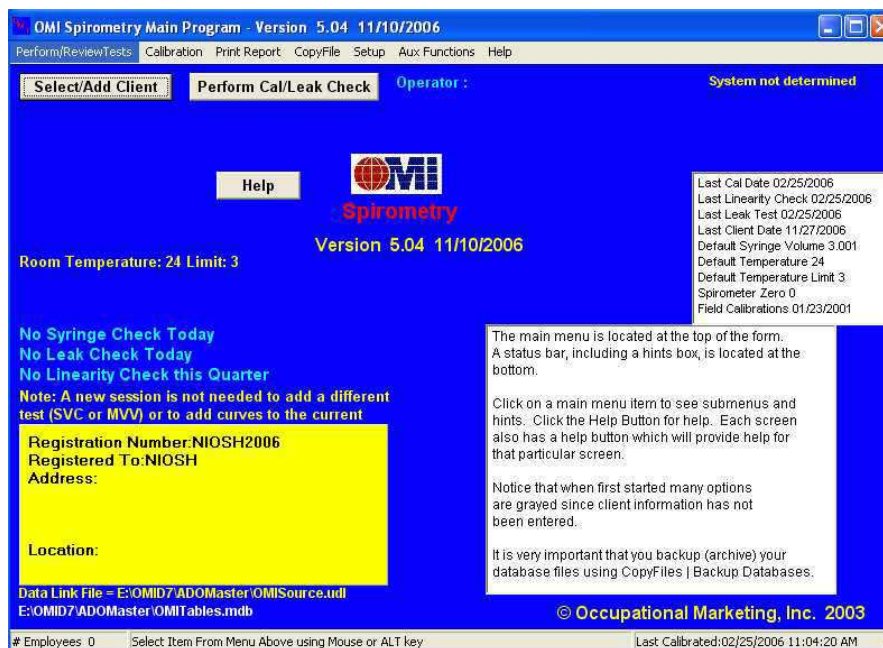 OMI Spirometry Main Program - Version 5.04 11/10/2006
Perform/ReviewTests Calibration Print Report CopyFile Setup Aux Functions Help
Select/Add Client
Perform Cal/Leak Check
Operator :
System not determined
Help
OMI
Spirometry
Version 5.04 11/10/2006
Room Temperature: 24 Limit: 3
Last Cal Date 02/25/2006
Last Linearity Check 02/25/2006
Last Leak Test 02/25/2006
Last Client Date 11/27/2006
Default Syringe Volume 3.001
Default Temperature 24
Default Temperature Limit 3
Spirometer Zero 0
Field Calibrations 01/23/2001
No Syringe Check Today
No Leak Check Today
No Linearity Check this Quarter
Note: A new session is not needed to add a different
test (SVC or MVV) or to add curves to the current
Registration Number:NIOSH2006
Registered To:NIOSH
Address:
Location:
The main menu is located at the top of the form.
A status bar, including a hints box, is located at the
bottom.
Click on a main menu item to see submenus and
hints. Click the Help Button for help. Each screen
also has a help button which will provide help for
that particular screen.
Notice that when first started many options
are grayed since client information has not
been entered.
It is very important that you backup (archive) your
database files using CopyFiles | Backup Databases.
Data Link File = E:\OMID7\ADOMaster\OMISource.udl
E:\OMID7\ADOMaster\OMITables.mdb
© Occupational Marketing, Inc. 2003
# Employees 0
Select Item From Menu Above using Mouse or ALT key
Last Calibrated:02/25/2006 11:04:20 AM